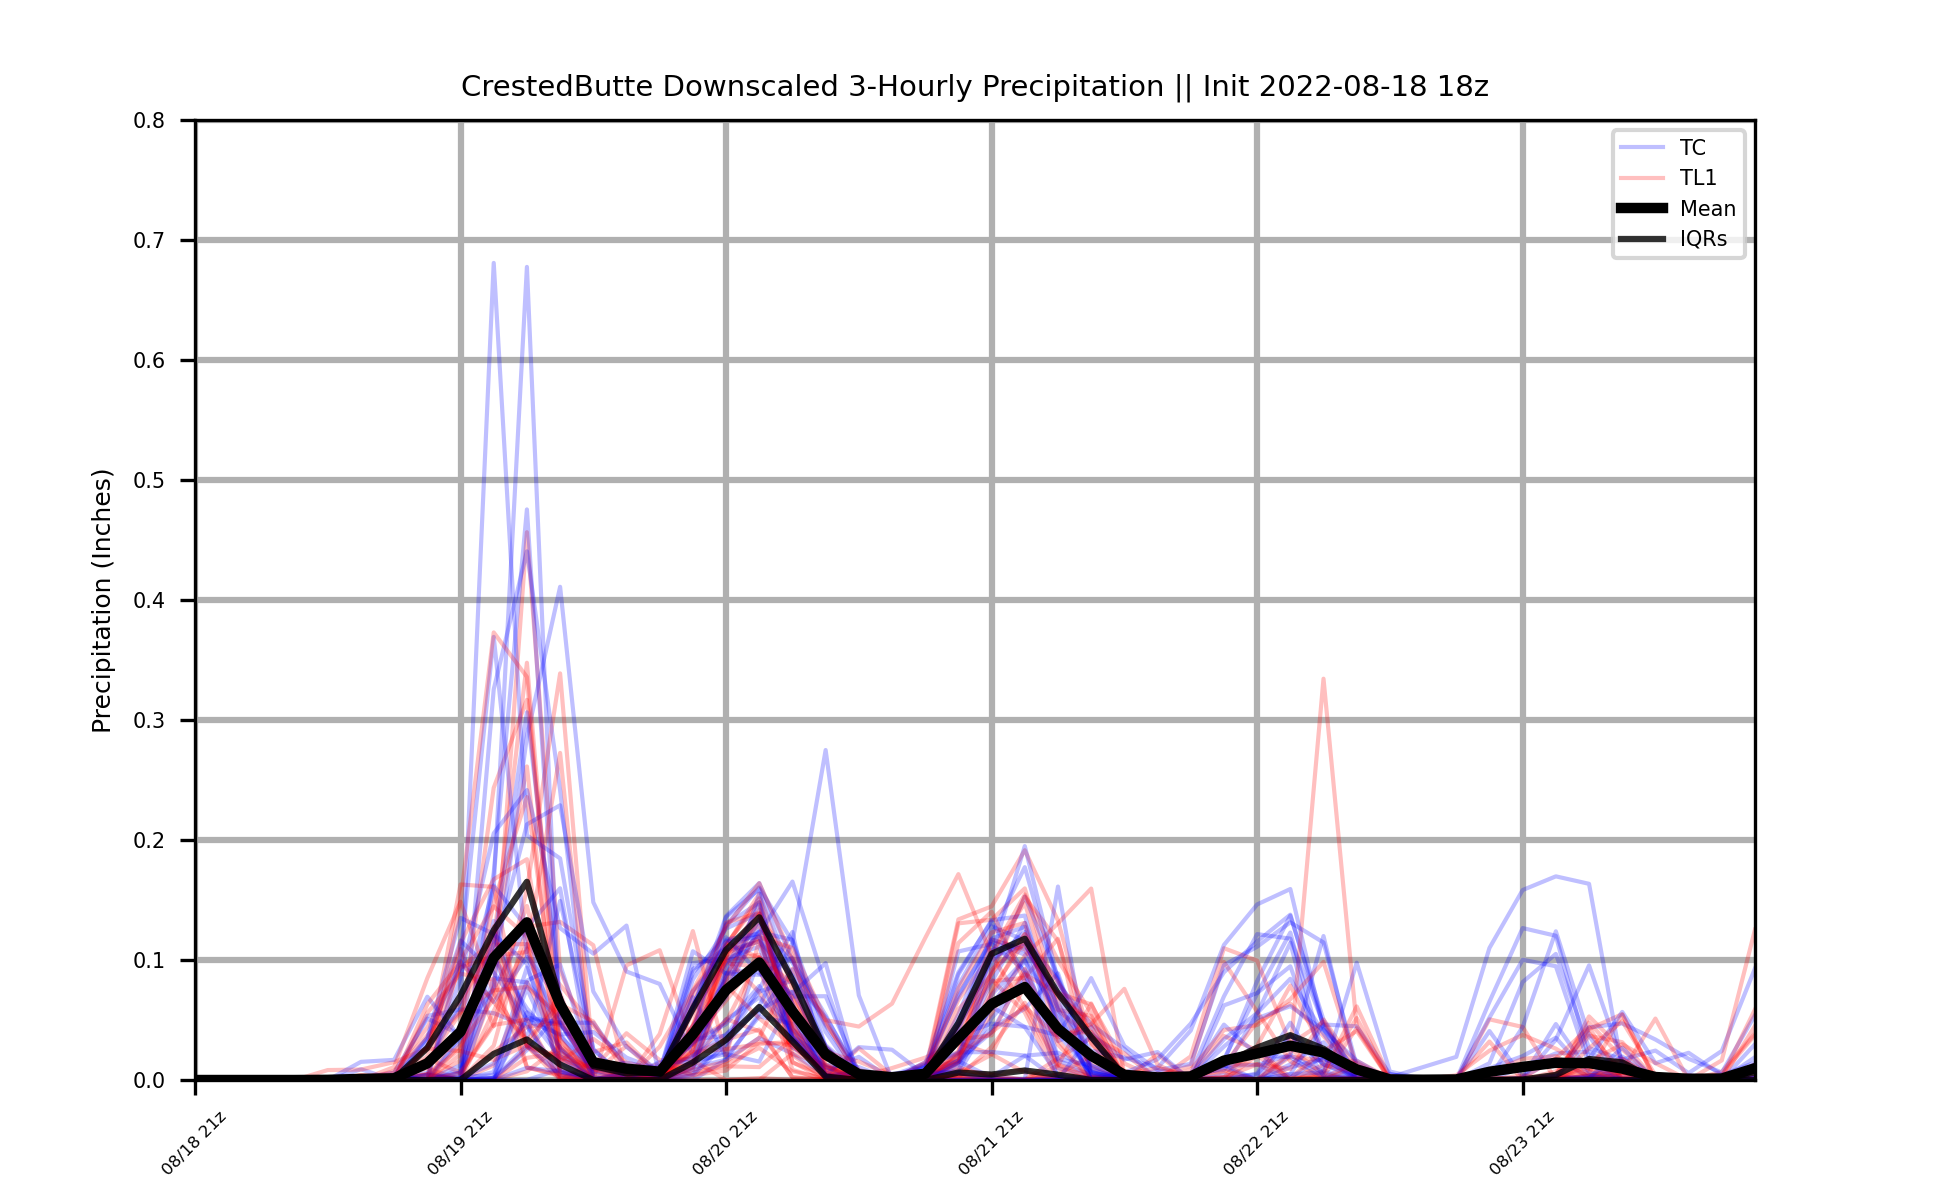 CrestedButte Downscaled 3-Hourly Precipitation || Init 2022-08-18 18z
TC
TL1
Mean
IQRs
Precipitation (Inches)
0.8
0.7
0.6
0.5
0.4
0.3
0.2
0.1
0.0
08/18 21z
08/19 21z
08/20 21z
08/21 21z
08/22 21z
08/23 21z